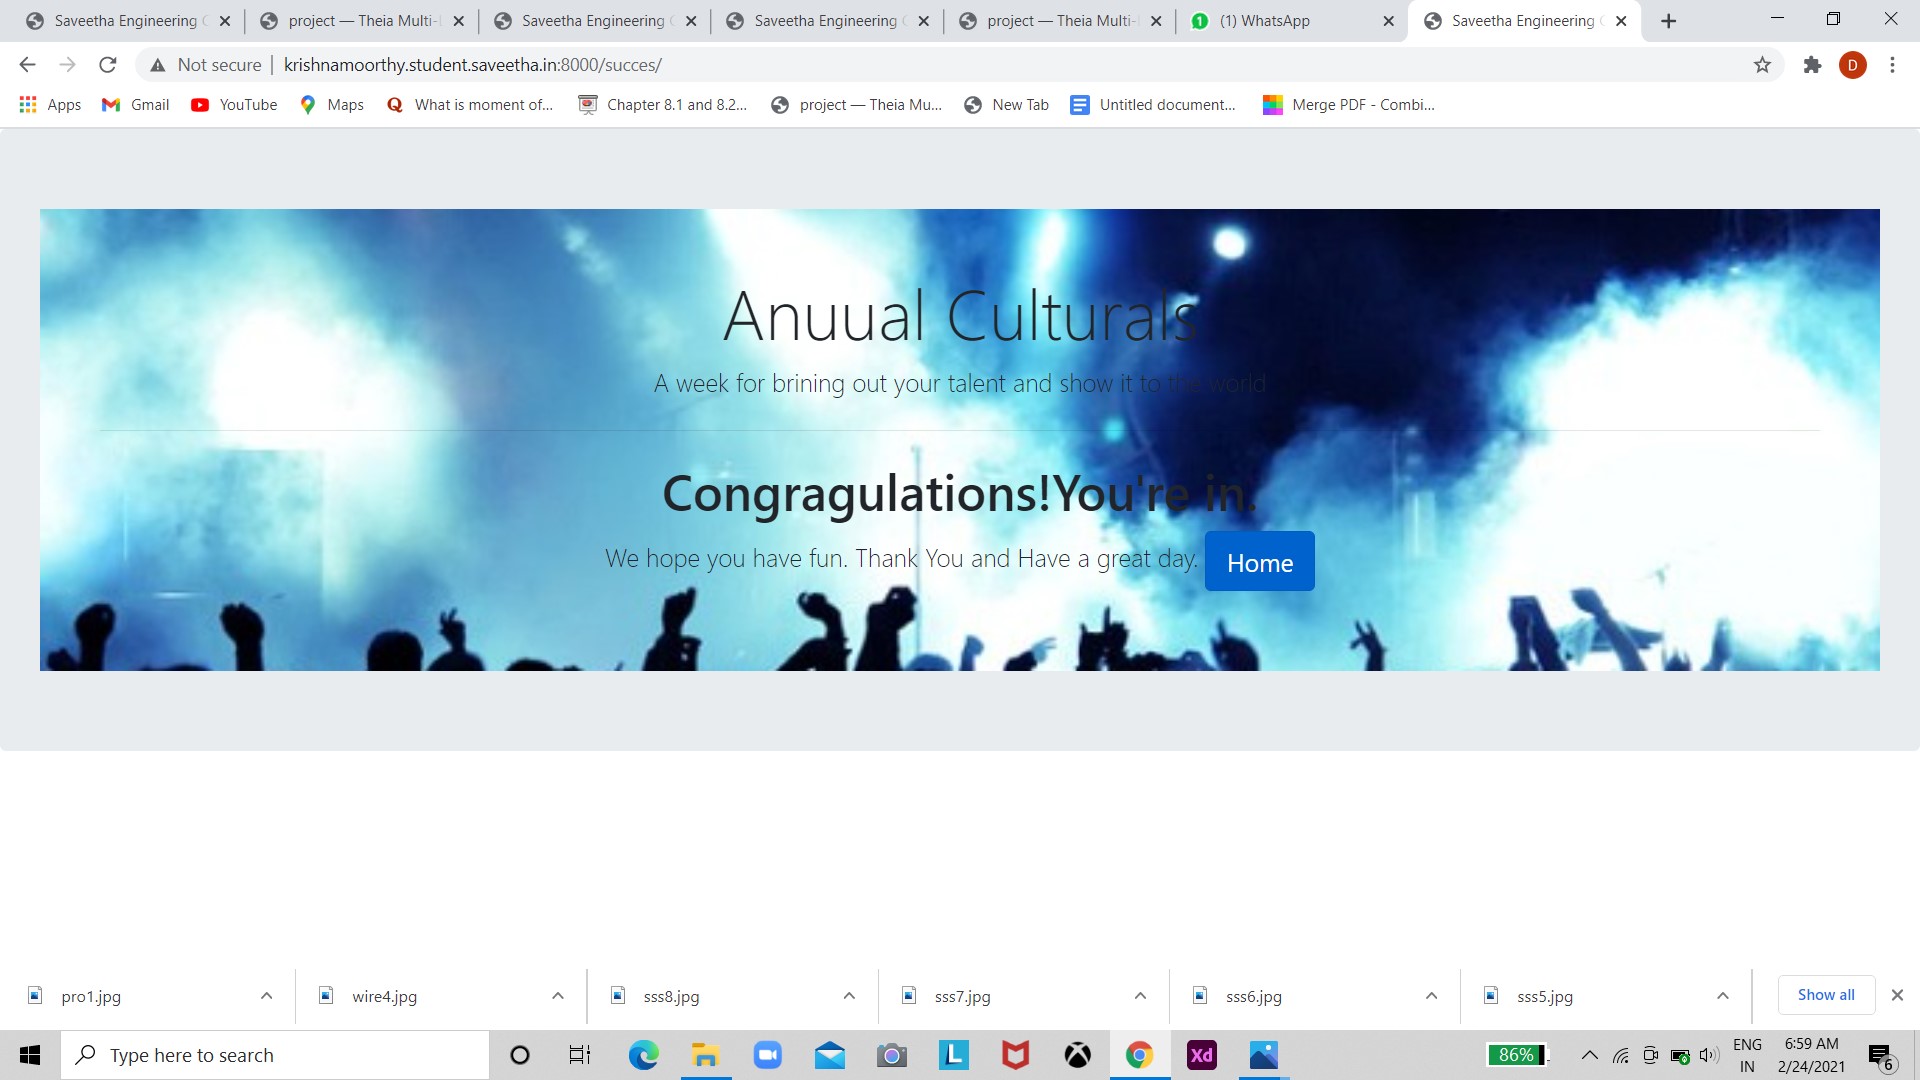 Saveetha Engineering
project — Theia Multi-
Saveetha Engineering
Saveetha Engineering
project — Theia Multi-
(1) WhatsApp
Saveetha Engineering
Not secure
krishnamoorthy.student.saveetha.in:8000/succes/
D
Apps
Gmail
YouTube
Maps
What is moment of...
Chapter 8.1 and 8.2...
project — Theia Mu...
New Tab
Untitled document...
Merge PDF - Combi...
Anuual Culturals
A week for brining out your talent and show it to the world
Congragulations!You're in.
We hope you have fun. Thank You and Have a great day.
Home
pro1.jpg
wire4.jpg
sss8.jpg
sss7.jpg
sss6.jpg
sss5.jpg
Show all
Type here to search
L
Xd
86%
ENG
IN
6:59 AM
2/24/2021
6